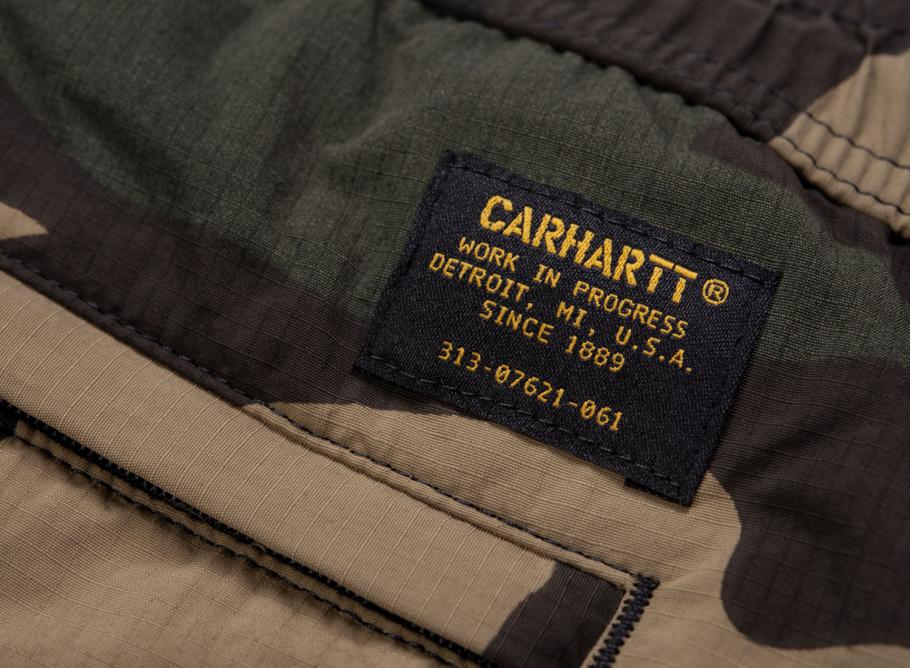 CARHARTT®
WORK IN PROGRESS
DETROIT, MI, U.S.A.
SINCE 1889
313-07621-061